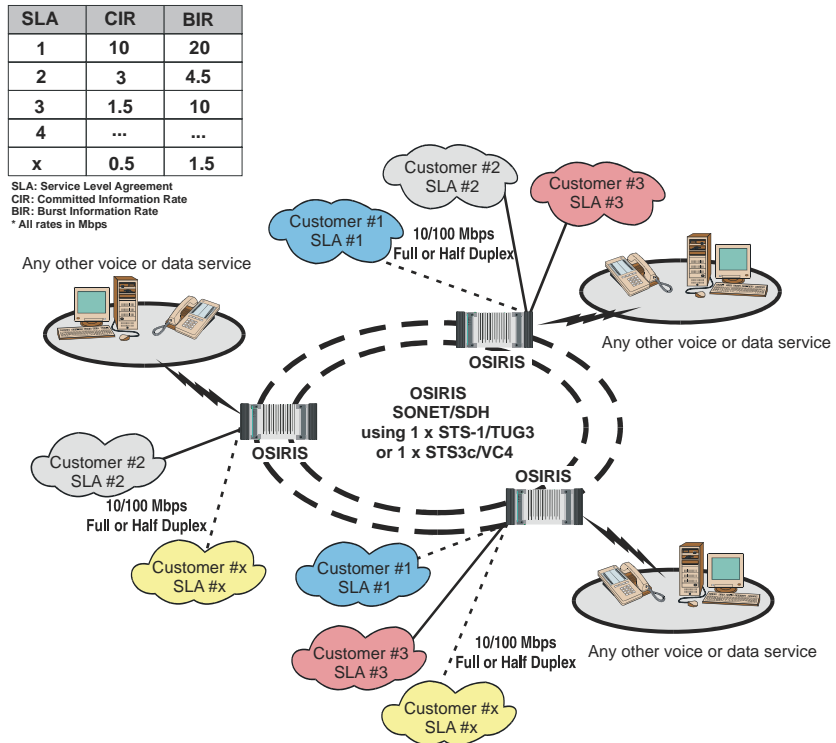 SLA CIR BIR
1 10 20
2 3 4.5
3 1.5 10
4 ... ...
x 0.5 1.5
SLA: Service Level Agreement
CIR: Committed Information Rate
BIR: Burst Information Rate
* All rates in Mbps
Customer #2
SLA #2
Customer #3
SLA #3
Customer #1
SLA #1
10/100 Mbps
Full or Half Duplex
Any other voice or data service
Any other voice or data service
OSIRIS
OSIRIS
SONET/SDH
using 1 x STS-1/TUG3
or 1 x STS3c/VC4
OSIRIS
OSIRIS
Customer #2
SLA #2
10/100 Mbps
Full or Half Duplex
Customer #x
SLA #x
Customer #1
SLA #1
Customer #3
SLA #3
10/100 Mbps
Full or Half Duplex
Any other voice or data service
Customer #x
SLA #x